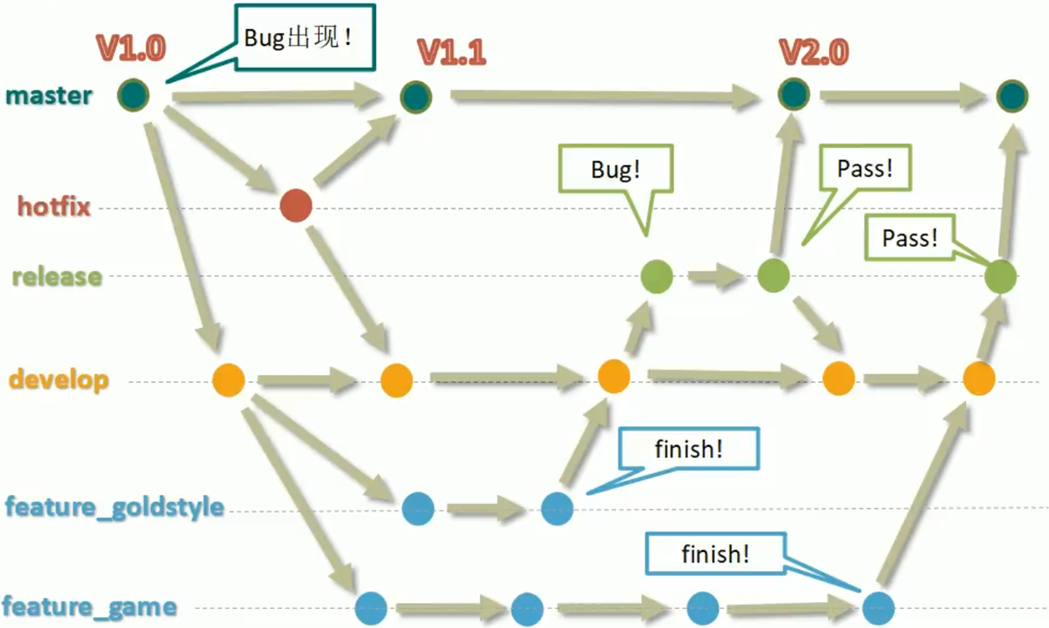 V1.0
Bug出现！
V1.1
V2.0
master
Bug!
Pass!
hotfix
Pass!
release
develop
finish!
feature_goldstyle
finish!
feature_game